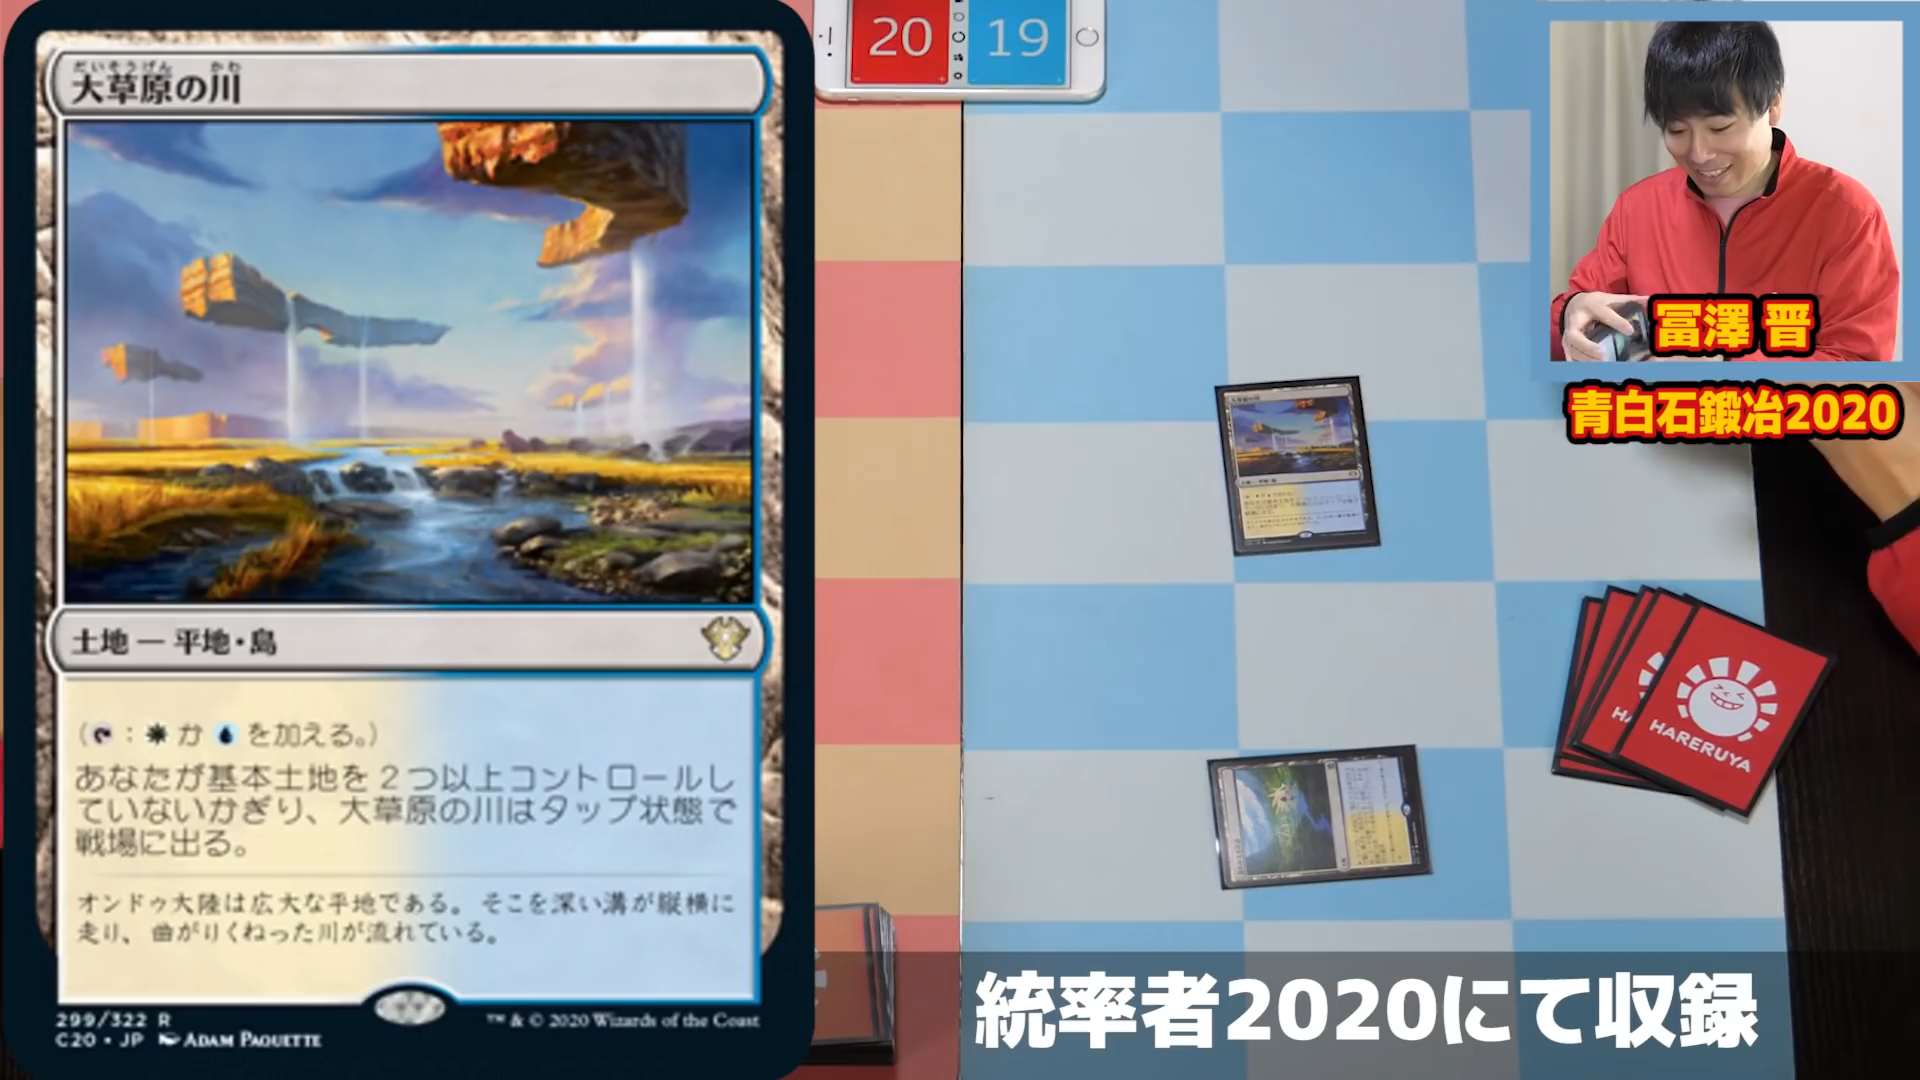 だいそうげん かわ
大草原の川
土地 — 平地・島
(：か を加える。)
あなたが基本土地を２つ以上コントロールし
ていないかぎり、大草原の川はタップ状態で
戦場に出る。
オンドゥ大陸は広大な平地である。そこを深い溝が縦横に
走り、曲がりくねった川が流れている。
299/322 R
C20・JP ADAM PAQUETTE
™ & © 2020 Wizards of the Coast
20
19
冨澤 晋
青白石鍛冶2020
大草原の川
HA
HARERUYA
統率者2020にて収録